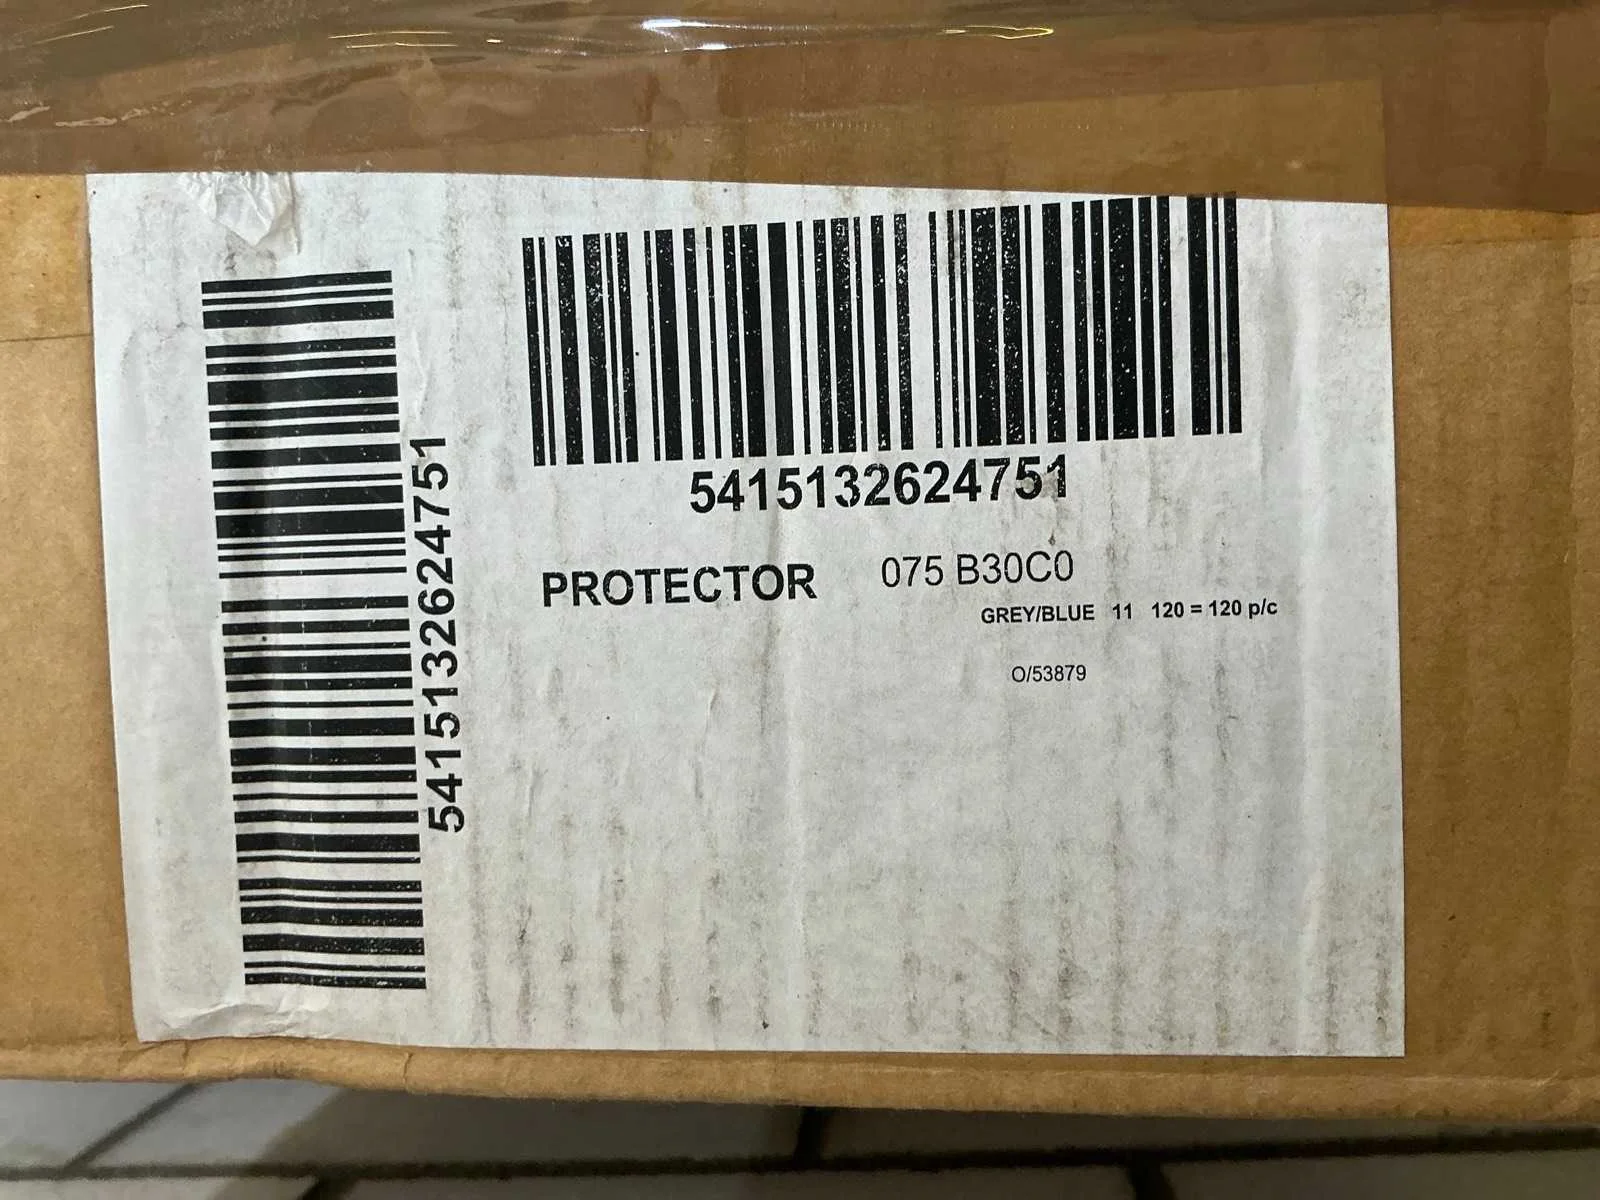 5415132624751
5415132624751
PROTECTOR 075 B30C0
GREY/BLUE 11 120 = 120 p/c
O/53879